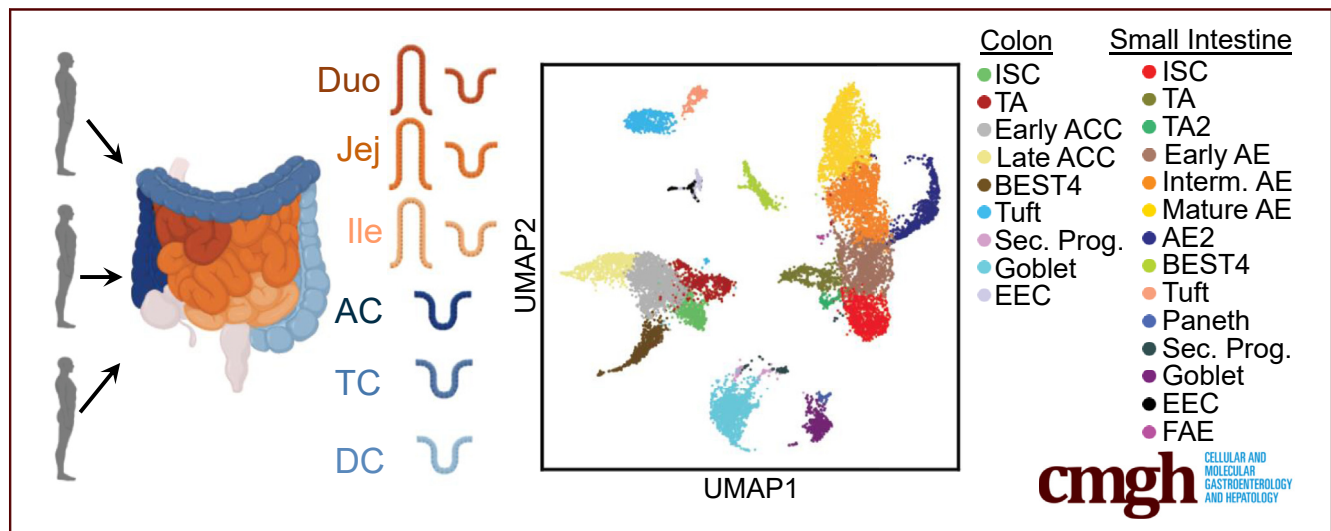 Duo
Jej
Ile
AC
TC
DC
UMAP2
UMAP1
Colon
ISC
TA
Early ACC
Late ACC
BEST4
Tuft
Sec. Prog.
Goblet
EEC
Small Intestine
ISC
TA
TA2
Early AE
Interm. AE
Mature AE
AE2
BEST4
Tuft
Paneth
Sec. Prog.
Goblet
EEC
FAE
cmgh
CELLULAR AND
MOLECULAR
GASTROENTEROLOGY
AND HEPATOLOGY